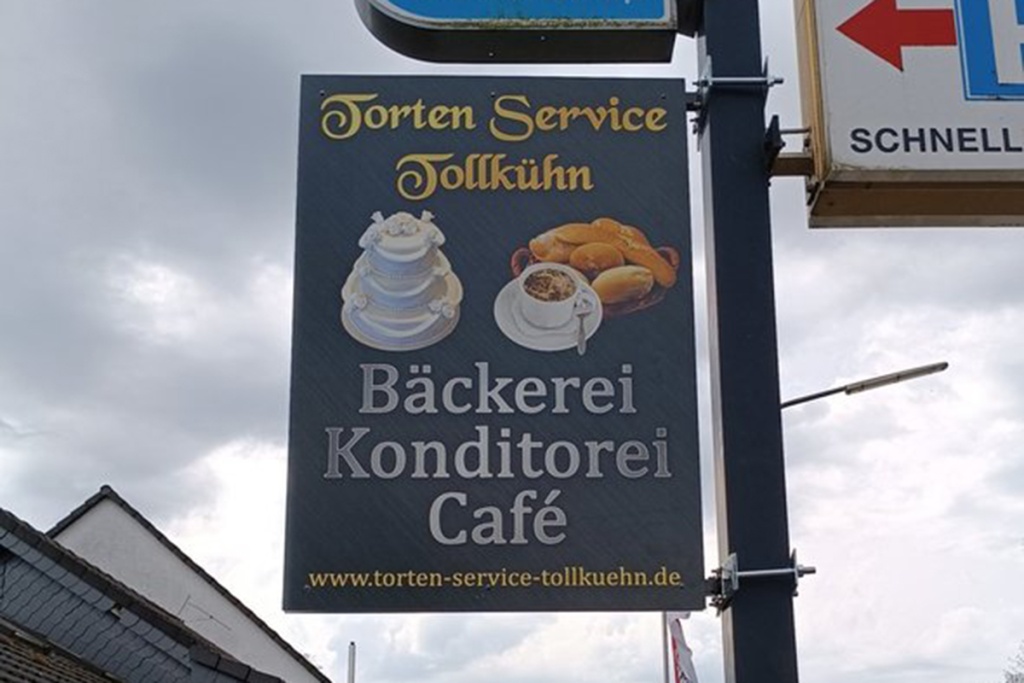 Torten Service
Tollkühn
Bäckerei
Konditorei
Café
www.torten-service-tollkuehn.de
SCHNELL